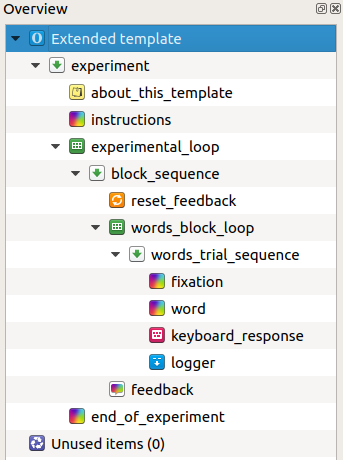 Overview
Extended template
experiment
about_this_template
instructions
experimental_loop
block_sequence
reset_feedback
words_block_loop
words_trial_sequence
fixation
word
keyboard_response
logger
feedback
end_of_experiment
Unused items (0)